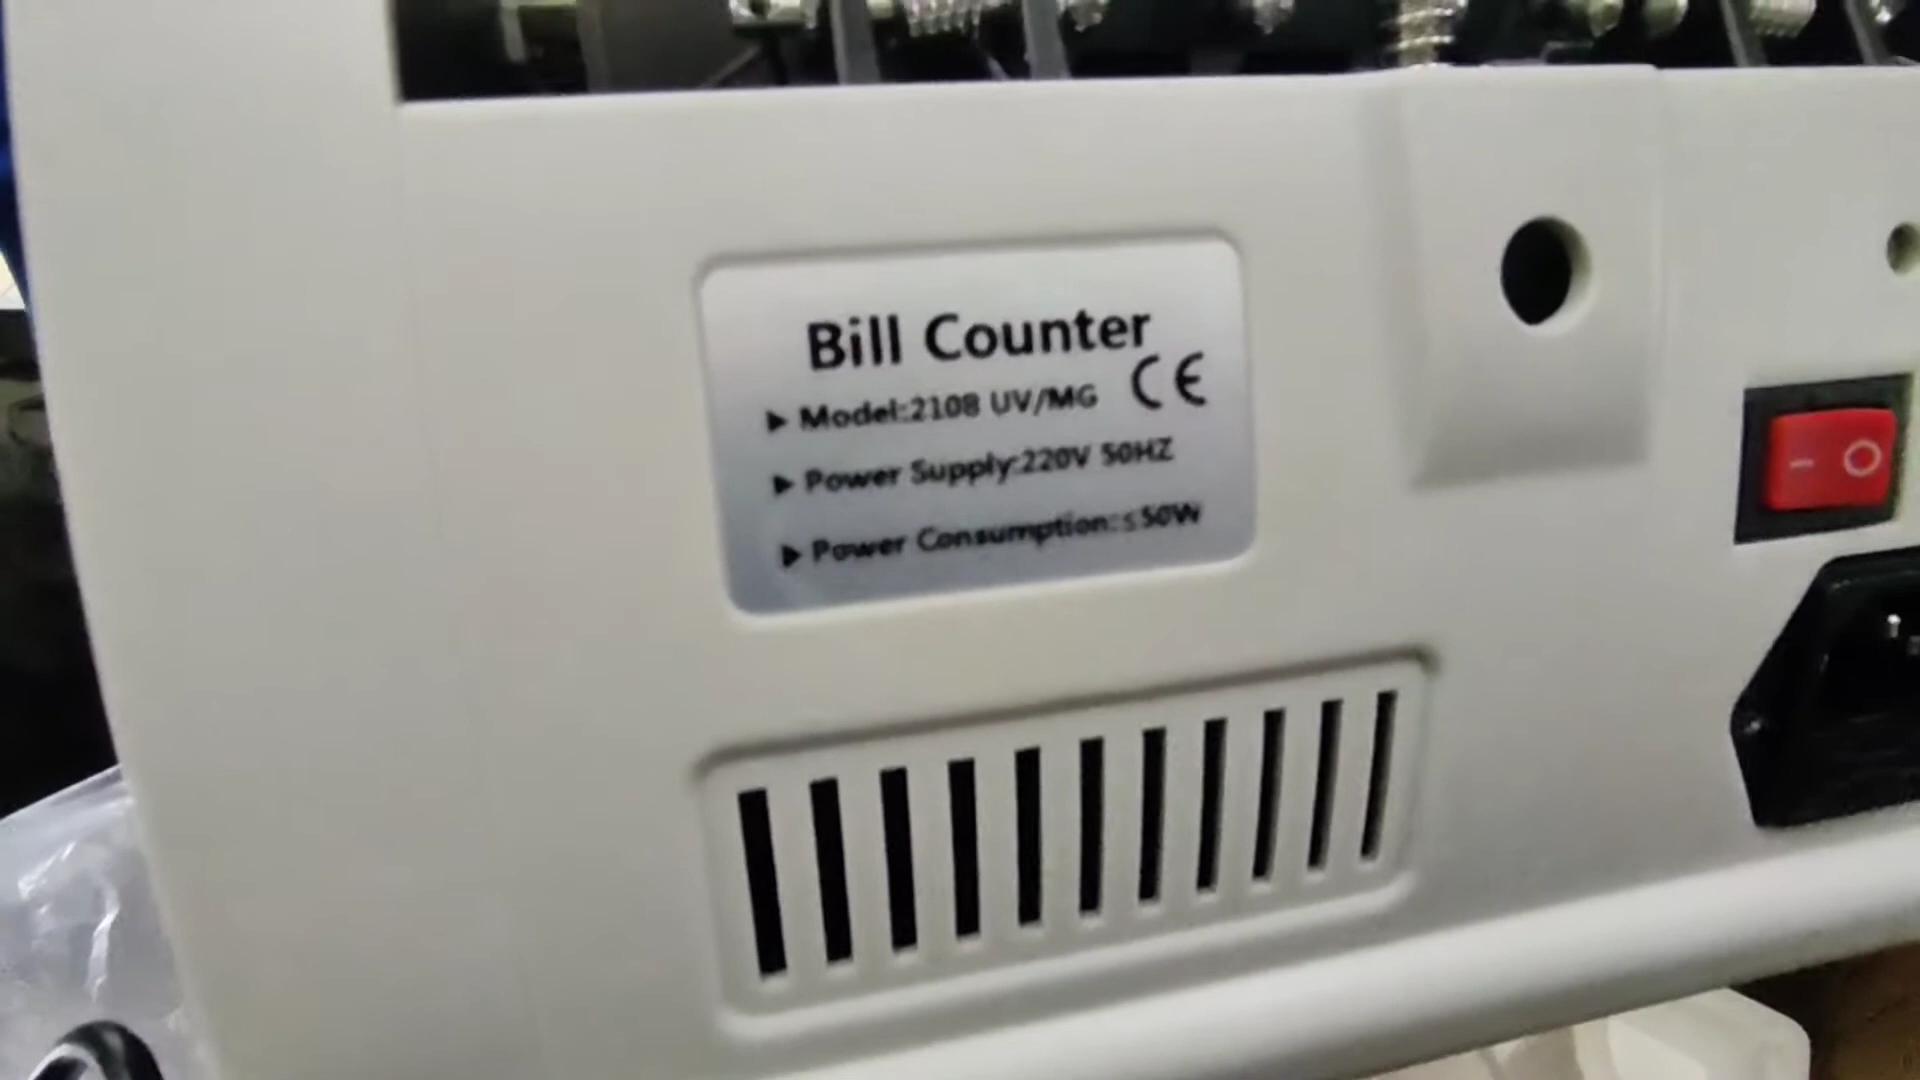 Bill Counter
▶ Model:2108 UV/MG CE
▶ Power Supply:220V 50HZ
▶ Power Consumption:≤50W